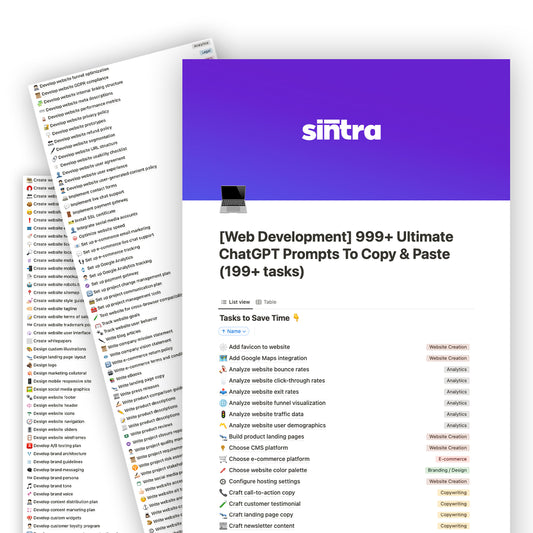 sintra
[Web Development] 999+ Ultimate
ChatGPT Prompts To Copy & Paste
(199+ tasks)
List view
Table
Tasks to Save Time 👇
↑ Name
Add favicon to website
Website Creation
Add Google Maps integration
Website Creation
Analyze website bounce rates
Analytics
Analyze website click-through rates
Analytics
Analyze website exit rates
Analytics
Analyze website funnel visualization
Analytics
Analyze website traffic data
Analytics
Analyze website user demographics
Analytics
Build product landing pages
Website Creation
Choose CMS platform
Website Creation
Choose e-commerce platform
E-commerce
Choose website color palette
Branding / Design
Configure hosting settings
Website Creation
Craft call-to-action copy
Copywriting
Craft customer testimonial
Copywriting
Craft landing page copy
Copywriting
Craft newsletter content
Copywriting
Analytics
Legal
Develop website funnel optimization
Develop website GDPR compliance
Develop website internal linking structure
Develop website meta descriptions
Develop website performance metrics
Develop website privacy policy
Develop website prototypes
Develop website refund policy
Develop website segmentation
Develop website URL structure
Develop website usability checklist
Develop website user agreement
Develop website user experience
Develop website user-generated content policy
Implement contact forms
Implement live chat support
Implement payment gateway
Install SSL certificate
Integrate social media accounts
Optimize website speed
Set up e-commerce email marketing
Set up e-commerce live chat support
Set up e-commerce tracking
Set up Google Analytics
Set up Google Analytics tracking
Set up payment gateway
Set up project change management plan
Set up project communication plan
Set up project management tools
Test website for cross-browser compatibility
Track website goals
Track website user behavior
Write blog articles
Write company mission statement
Write company vision statement
Write e-commerce return policy
Write e-commerce terms and
Write eBooks
Write landing page copy
Write press releases
Write product comparison
Write product descriptions
Write product descriptions
Write product reviews
Write project closure
Write project quality
Write project
Write project risk
Write project
Write social media
Write website
Write website
Write website
Create website
Create website
Create website
Create website
Create website
Create website
Create website
Create website
Create website
Create website
Create website sitemap
Create website style guide
Create website tagline
Create website terms of
Create website trademark
Create website user interface
Create whitepapers
Design custom illustrations
Design landing page layout
Design logo
Design marketing collateral
Design mobile responsive site
Design social media graphics
Design website footer
Design website header
Design website icons
Design website navigation
Design website sliders
Design website wireframes
Develop A/B testing plan
Develop brand architecture
Develop brand guidelines
Develop brand messaging
Develop brand persona
Develop brand tone
Develop brand voice
Develop content distribution plan
Develop content marketing plan
Develop custom widgets
Develop customer loyalty program